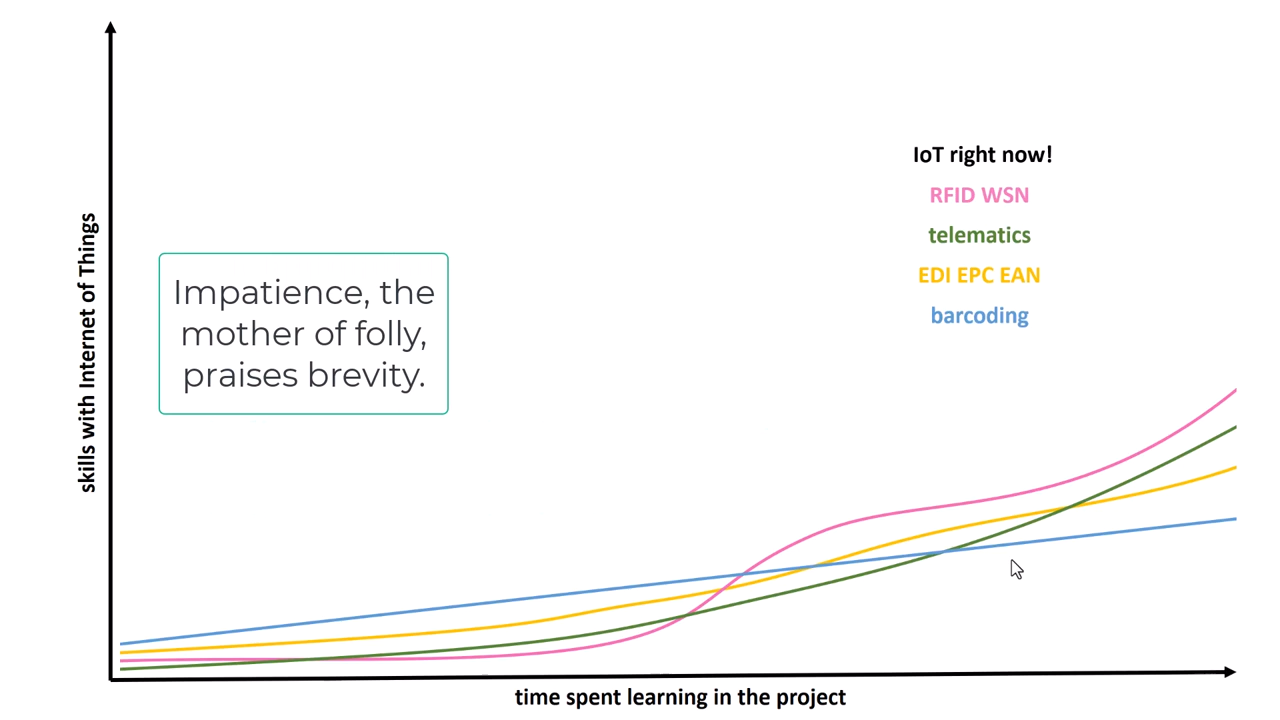 IoT right now!
RFID WSN
telematics
EDI EPC EAN
barcoding
skills with Internet of Things
Impatience, the
mother of folly,
praises brevity.
time spent learning in the project